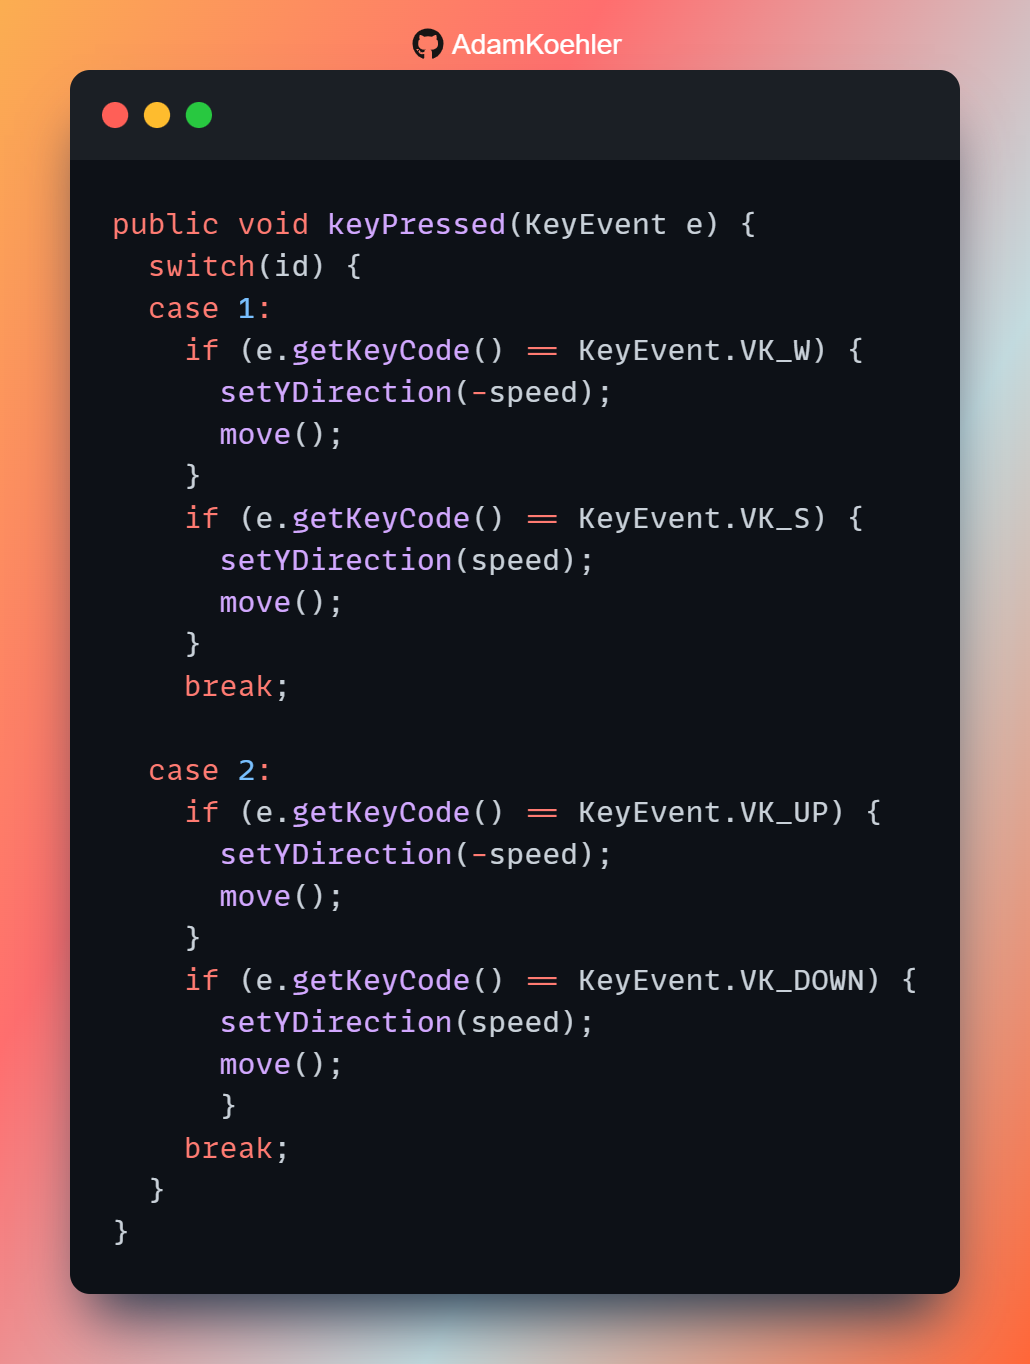 AdamKoehler
public void keyPressed(KeyEvent e) {
  switch(id) {
  case 1:
    if (e.getKeyCode() == KeyEvent.VK_W) {
      setYDirection(-speed);
      move();
    }
    if (e.getKeyCode() == KeyEvent.VK_S) {
      setYDirection(speed);
      move();
    }
    break;

  case 2:
    if (e.getKeyCode() == KeyEvent.VK_UP) {
      setYDirection(-speed);
      move();
    }
    if (e.getKeyCode() == KeyEvent.VK_DOWN) {
      setYDirection(speed);
      move();
      }
    break;
  }
}